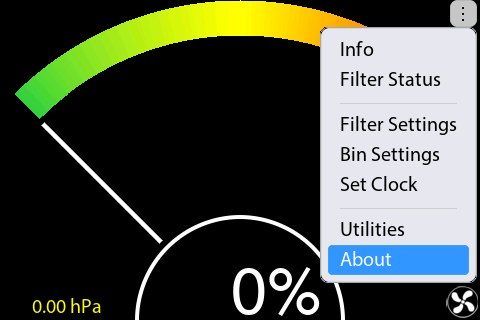 Info
Filter Status
Filter Settings
Bin Settings
Set Clock
Utilities
About
0%
0.00 hPa